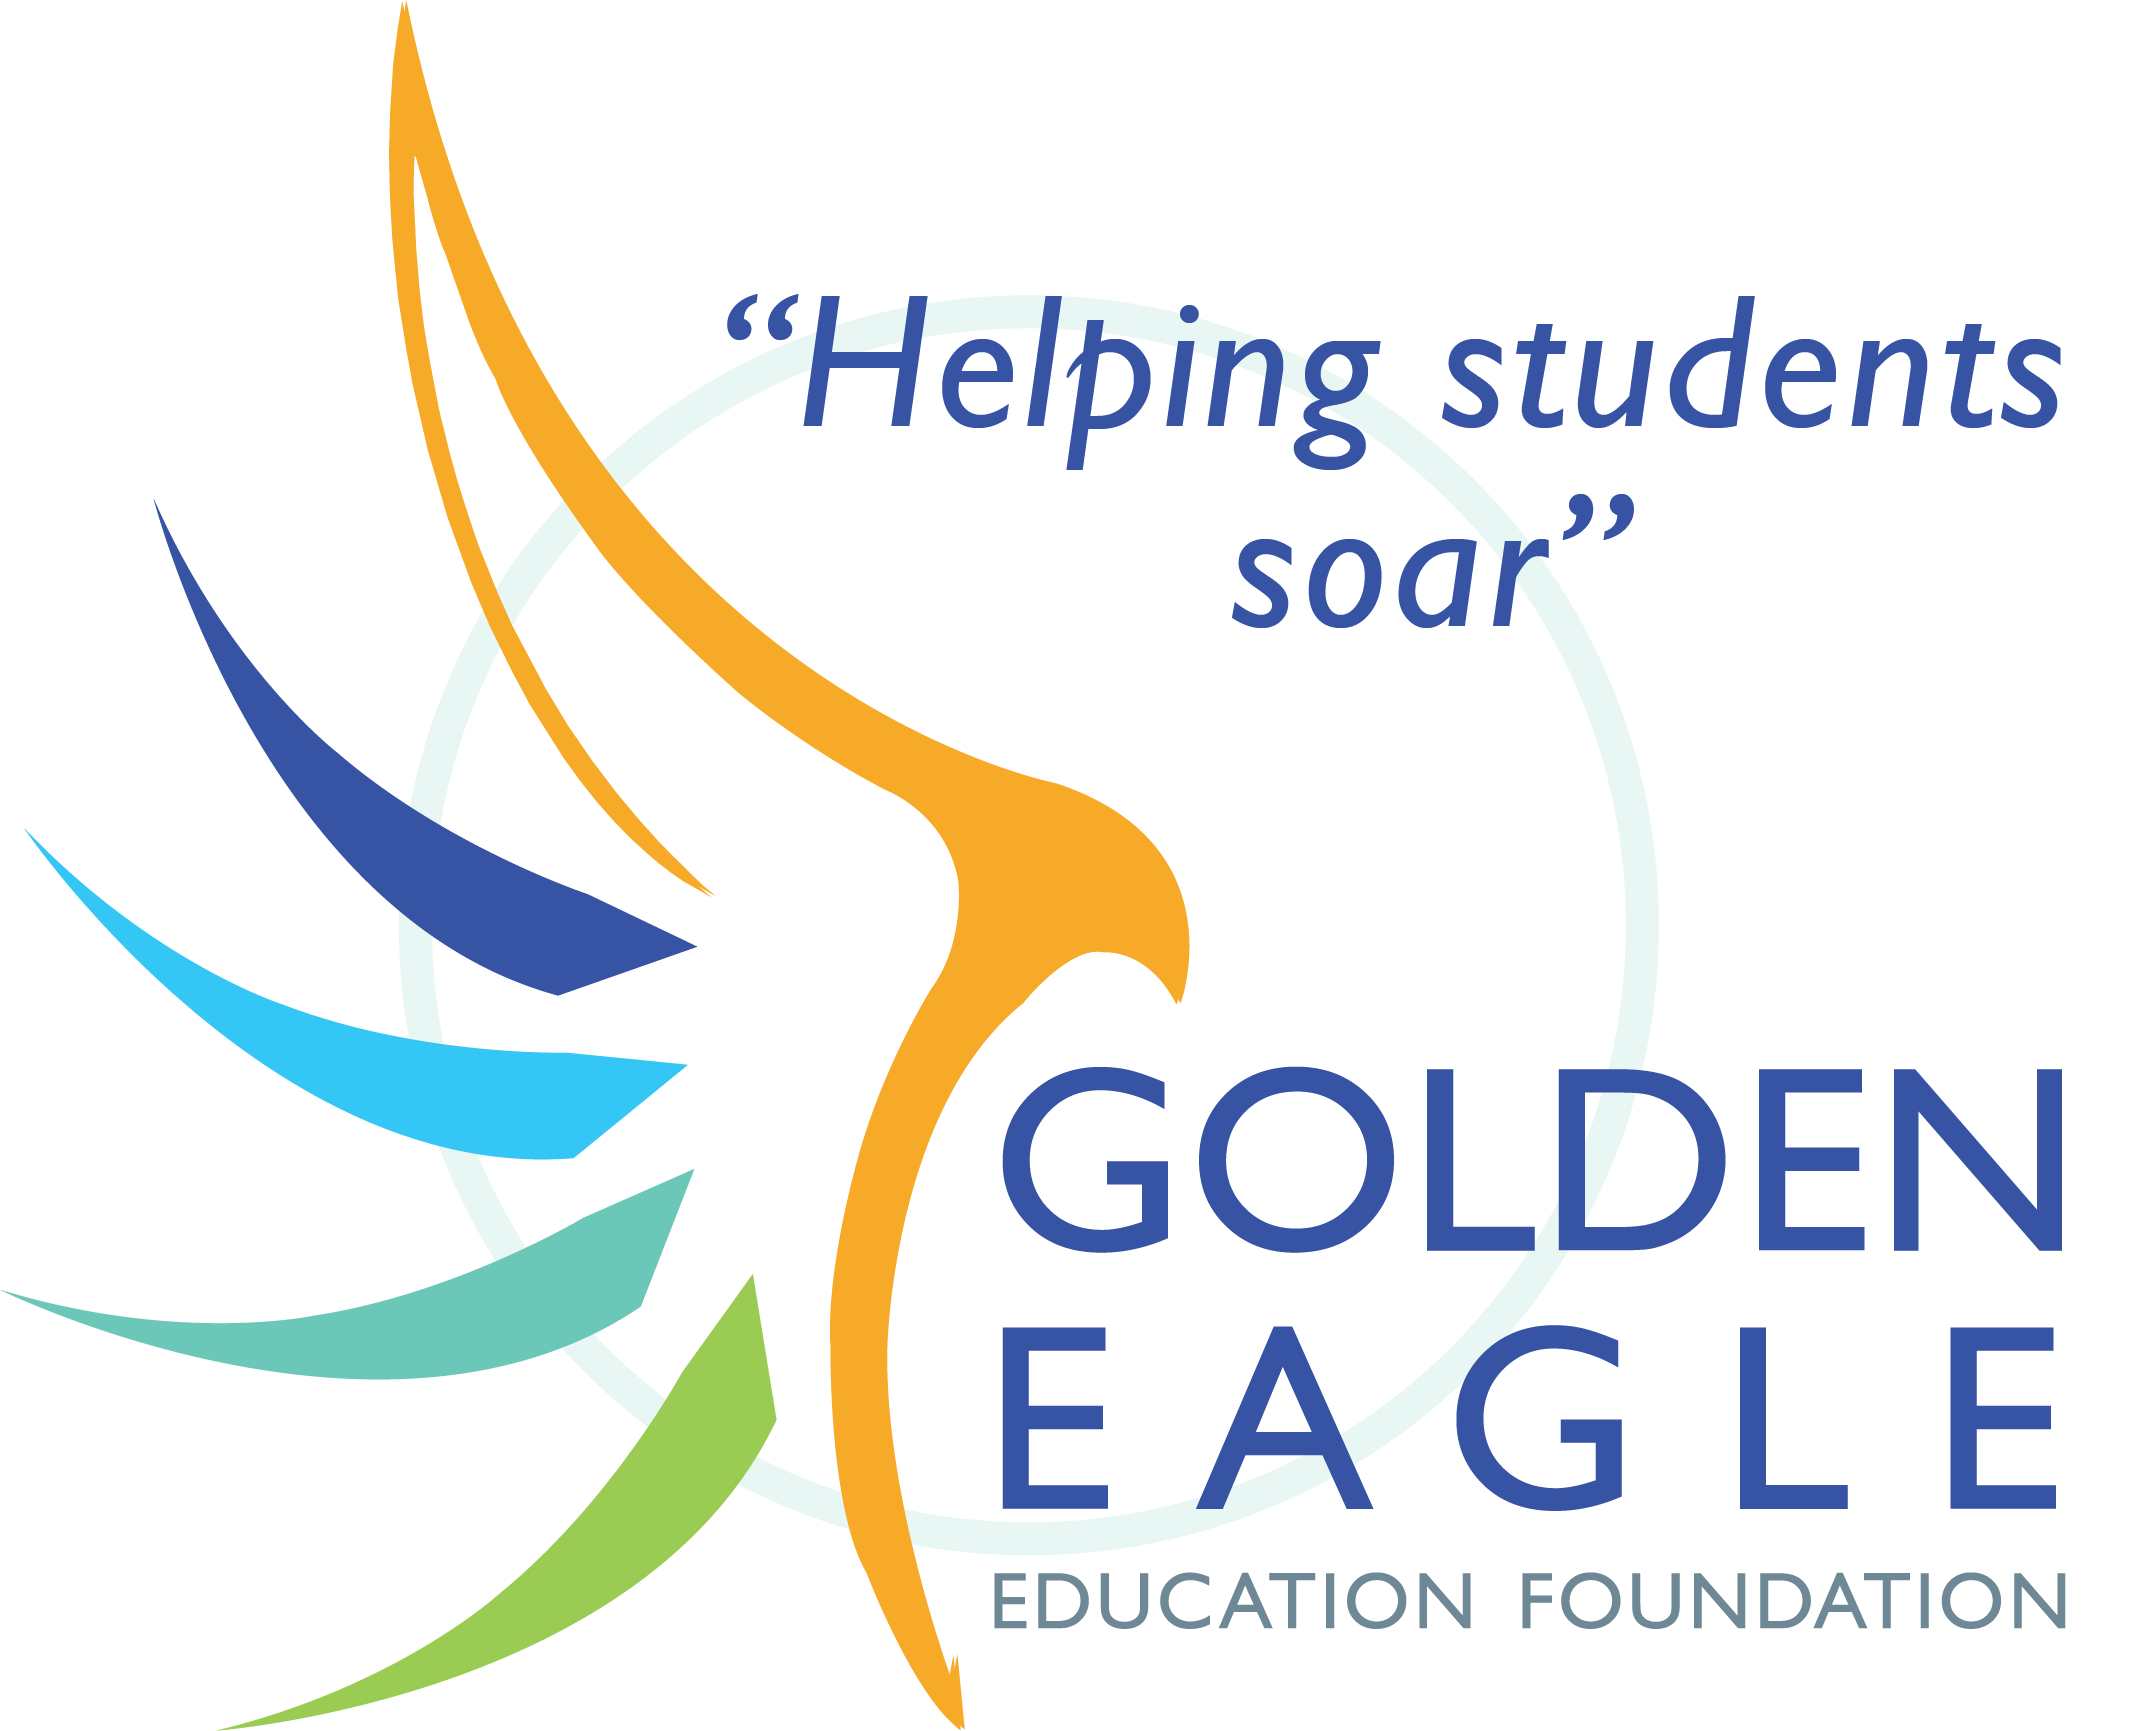 “Helping students
soar”
GOLDEN
EAGLE
EDUCATION FOUNDATION